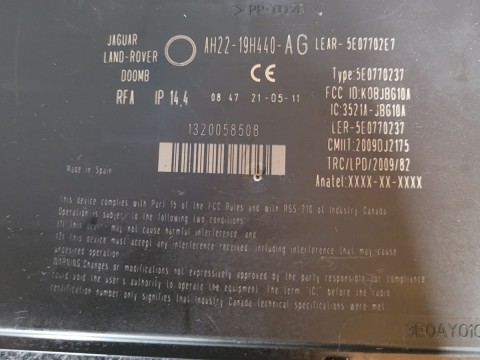 JAGUAR
LAND-ROVER
DOOMB
AH22-19H440-AG LEAR- 5E07702E7
CE
RFA IP 14,4 08 47 21-05-11
Type:5E0770237
FCC ID:KOBJBG10A
IC:3521A-JBG10A
LER-5E0770237
CMIIT:2009DJ2175
TRC/LPD/2009/82
Anatel:XXXX-XX-XXXX
1320058508
Made in Spain
This device complies with Part 15 of the FCC Rules and with RSS-210 of Industry Canada
Operation is subject to the following two conditions:
(1) this device may not cause harmful interference, and
(2) this device must accept any interference received, including interference that may cause
undesired operation
WARNING Changes or modifications not expressively approved by the party responsible for compliance
could void the user's authority to operate the equipment. The term "IC:" before the radio
certification number only signifies that Industry Canada technical specifications were met
3E0AY010